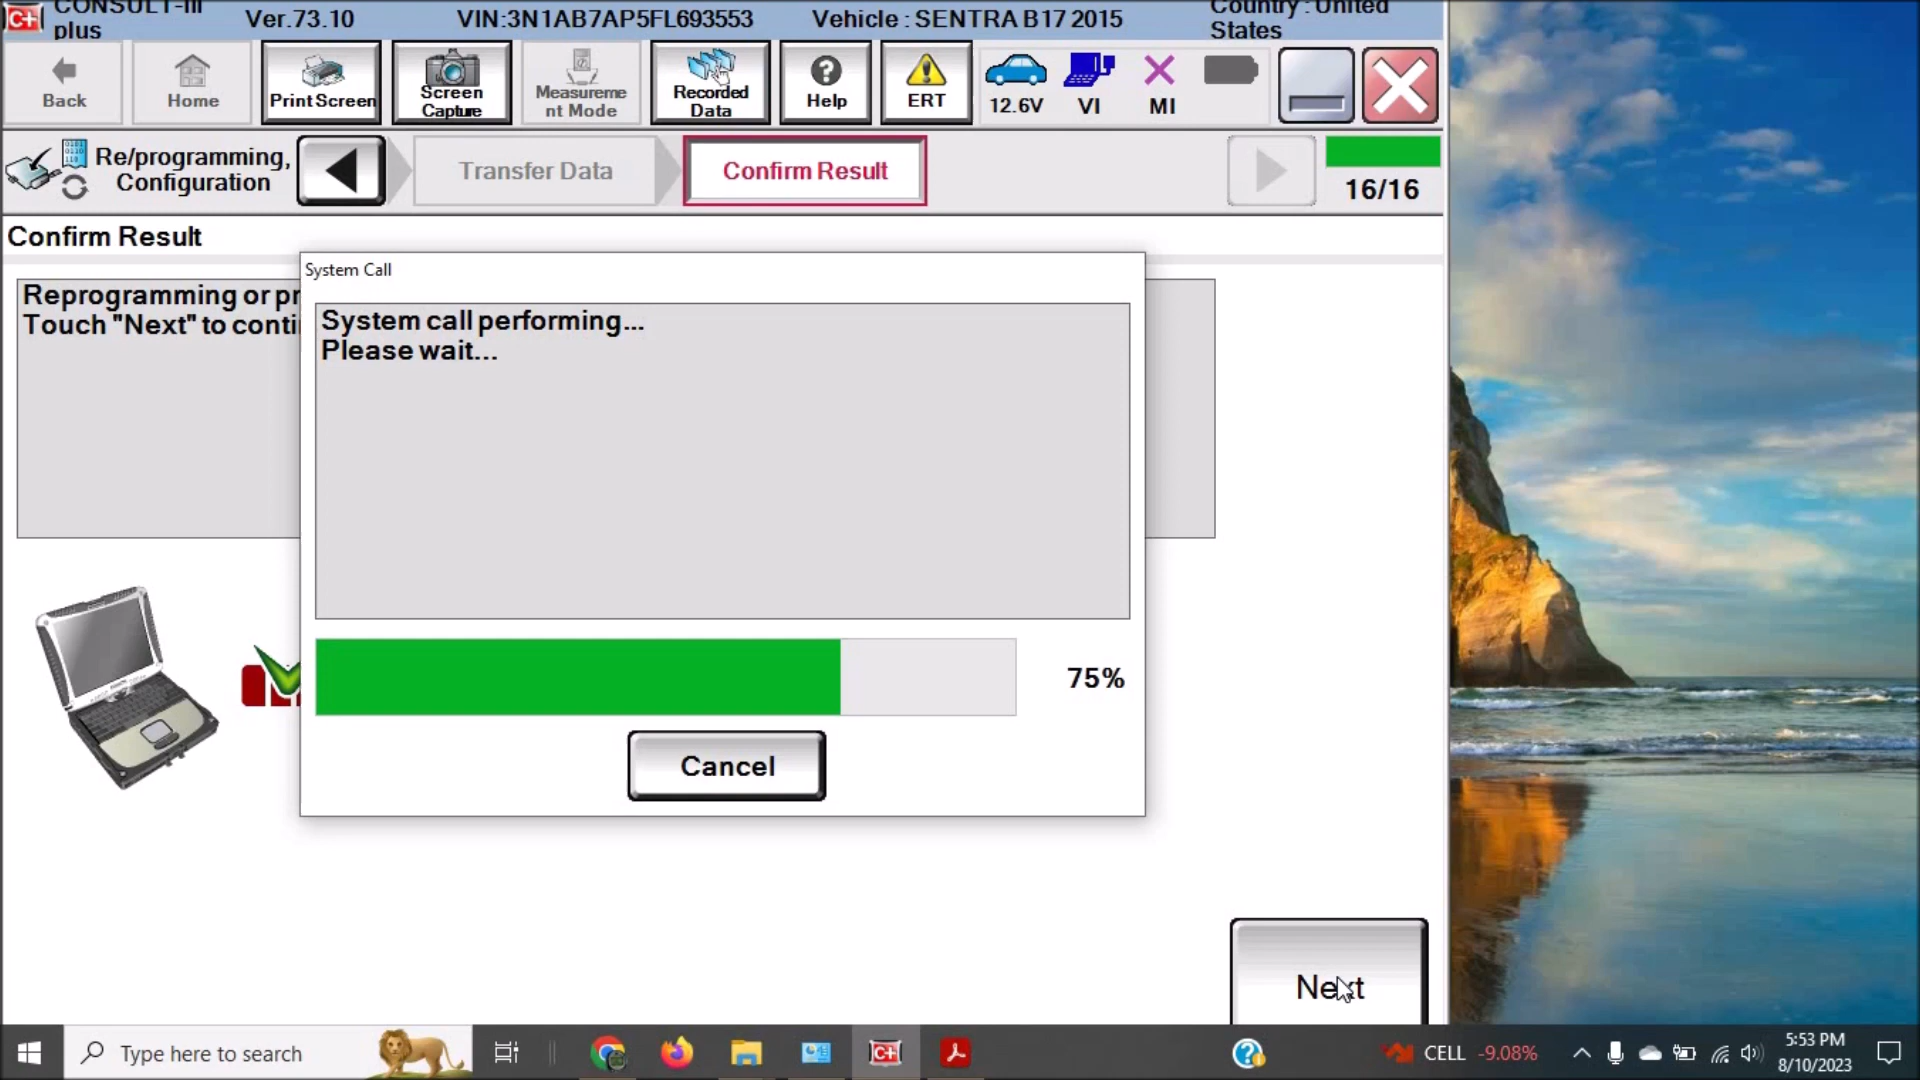 CONSULT-III
plus
Ver.73.10
VIN:3N1AB7AP5FL693553
Vehicle : SENTRA B17 2015
Country : United
States
Back
Home
Print Screen
Screen
Capture
Measureme
nt Mode
Recorded
Data
Help
ERT
12.6V
VI
MI
Re/programming,
Configuration
Transfer Data
Confirm Result
16/16
Confirm Result
Reprogramming or pr
Touch "Next" to conti
System Call
System call performing...
Please wait...
75%
Cancel
Next
Type here to search
CELL -9.08%
5:53 PM
8/10/2023